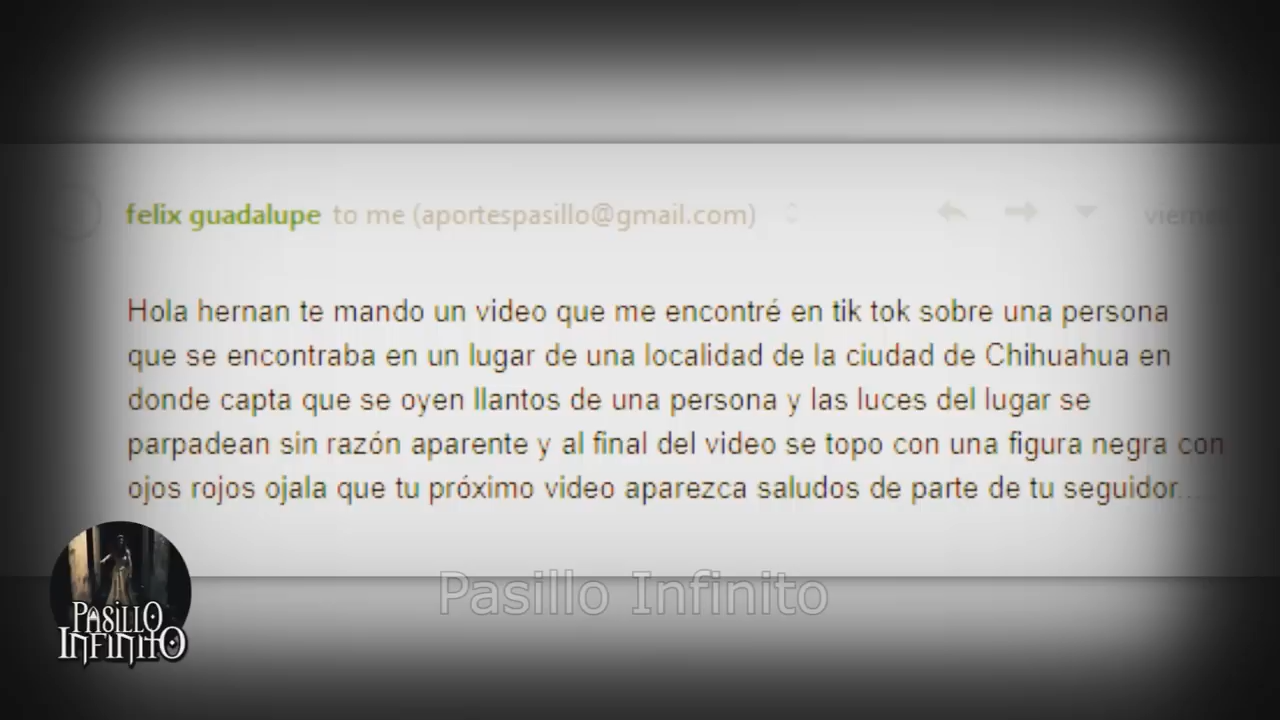 felix guadalupe to me (aportespasillo@gmail.com)
Hola hernan te mando un video que me encontré en tik tok sobre una persona
que se encontraba en un lugar de una localidad de la ciudad de Chihuahua en
donde capta que se oyen llantos de una persona y las luces del lugar se
parpadean sin razón aparente y al final del video se topo con una figura negra con
ojos rojos ojala que tu próximo video aparezca saludos de parte de tu seguidor...
Pasillo Infinito
PASILLO
INFINITO